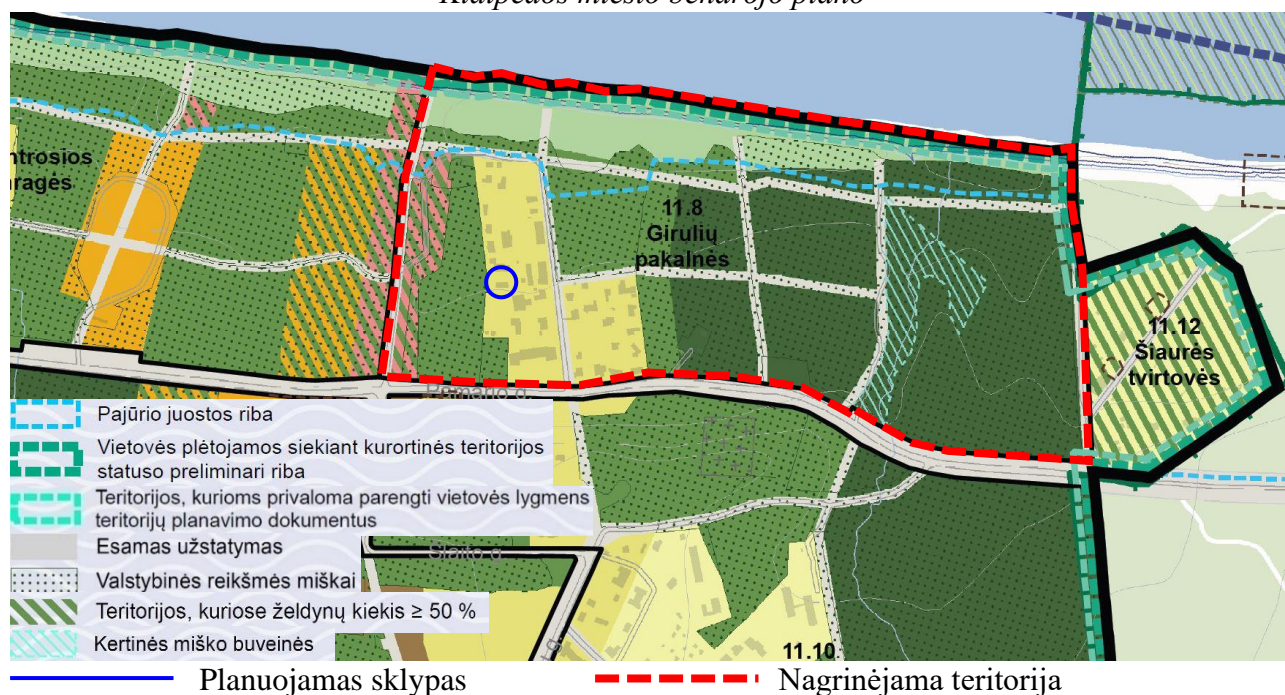 Klaipėdos miesto bendrojo plano
ntrosios
ragės
11.8
Girulių
pakalnės
11.12
Šiaurės
tvirtovės
Pajūrio juostos riba
Vietovės plėtojamos siekiant kurortinės teritorijos
statuso preliminari riba
Teritorijos, kurioms privaloma parengti vietovės lygmens
teritorijų planavimo dokumentus
Esamas užstatymas
Valstybinės reikšmės miškai
Teritorijos, kuriose želdynų kiekis ≥ 50 %
Kertinės miško buveinės
Šlaito g.
11.10
Planuojamas sklypas
Nagrinėjama teritorija